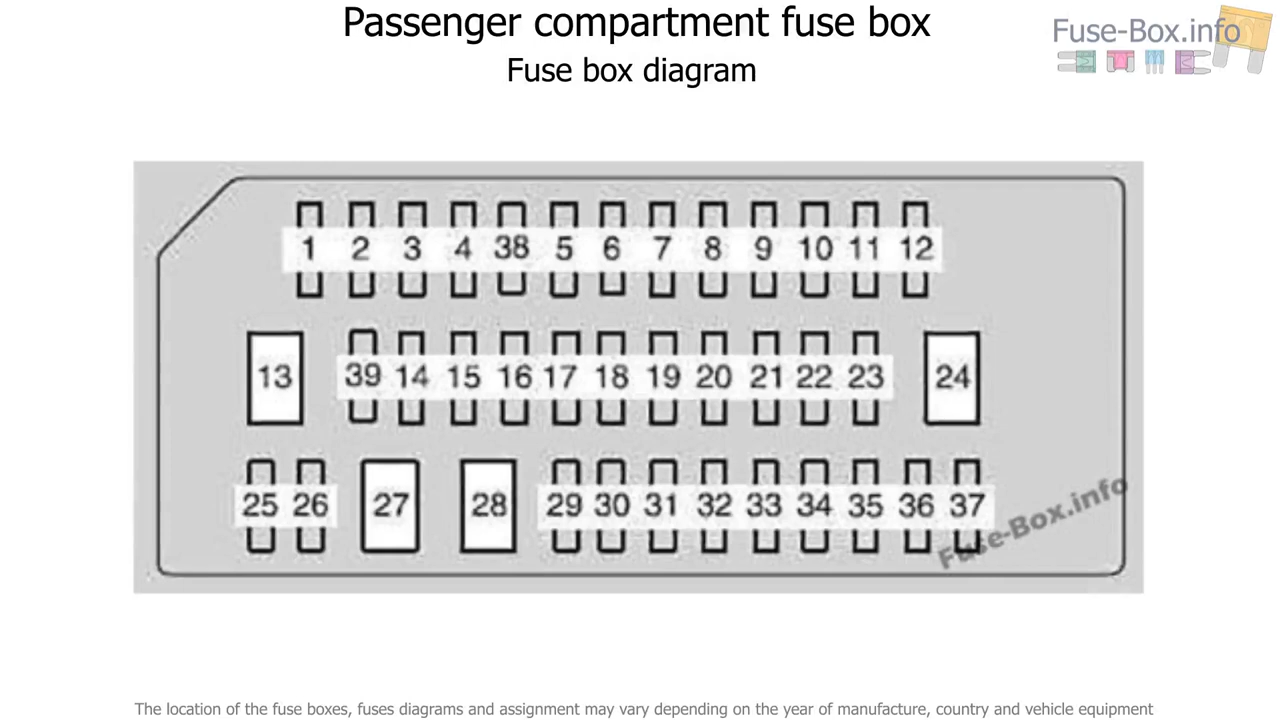 Passenger compartment fuse box
Fuse box diagram
Fuse-Box.info
1 2 3 4 38 5 6 7 8 9 10 11 12
13 39 14 15 16 17 18 19 20 21 22 23 24
25 26 27 28 29 30 31 32 33 34 35 36 37
Fuse-Box.info
The location of the fuse boxes, fuses diagrams and assignment may vary depending on the year of manufacture, country and vehicle equipment